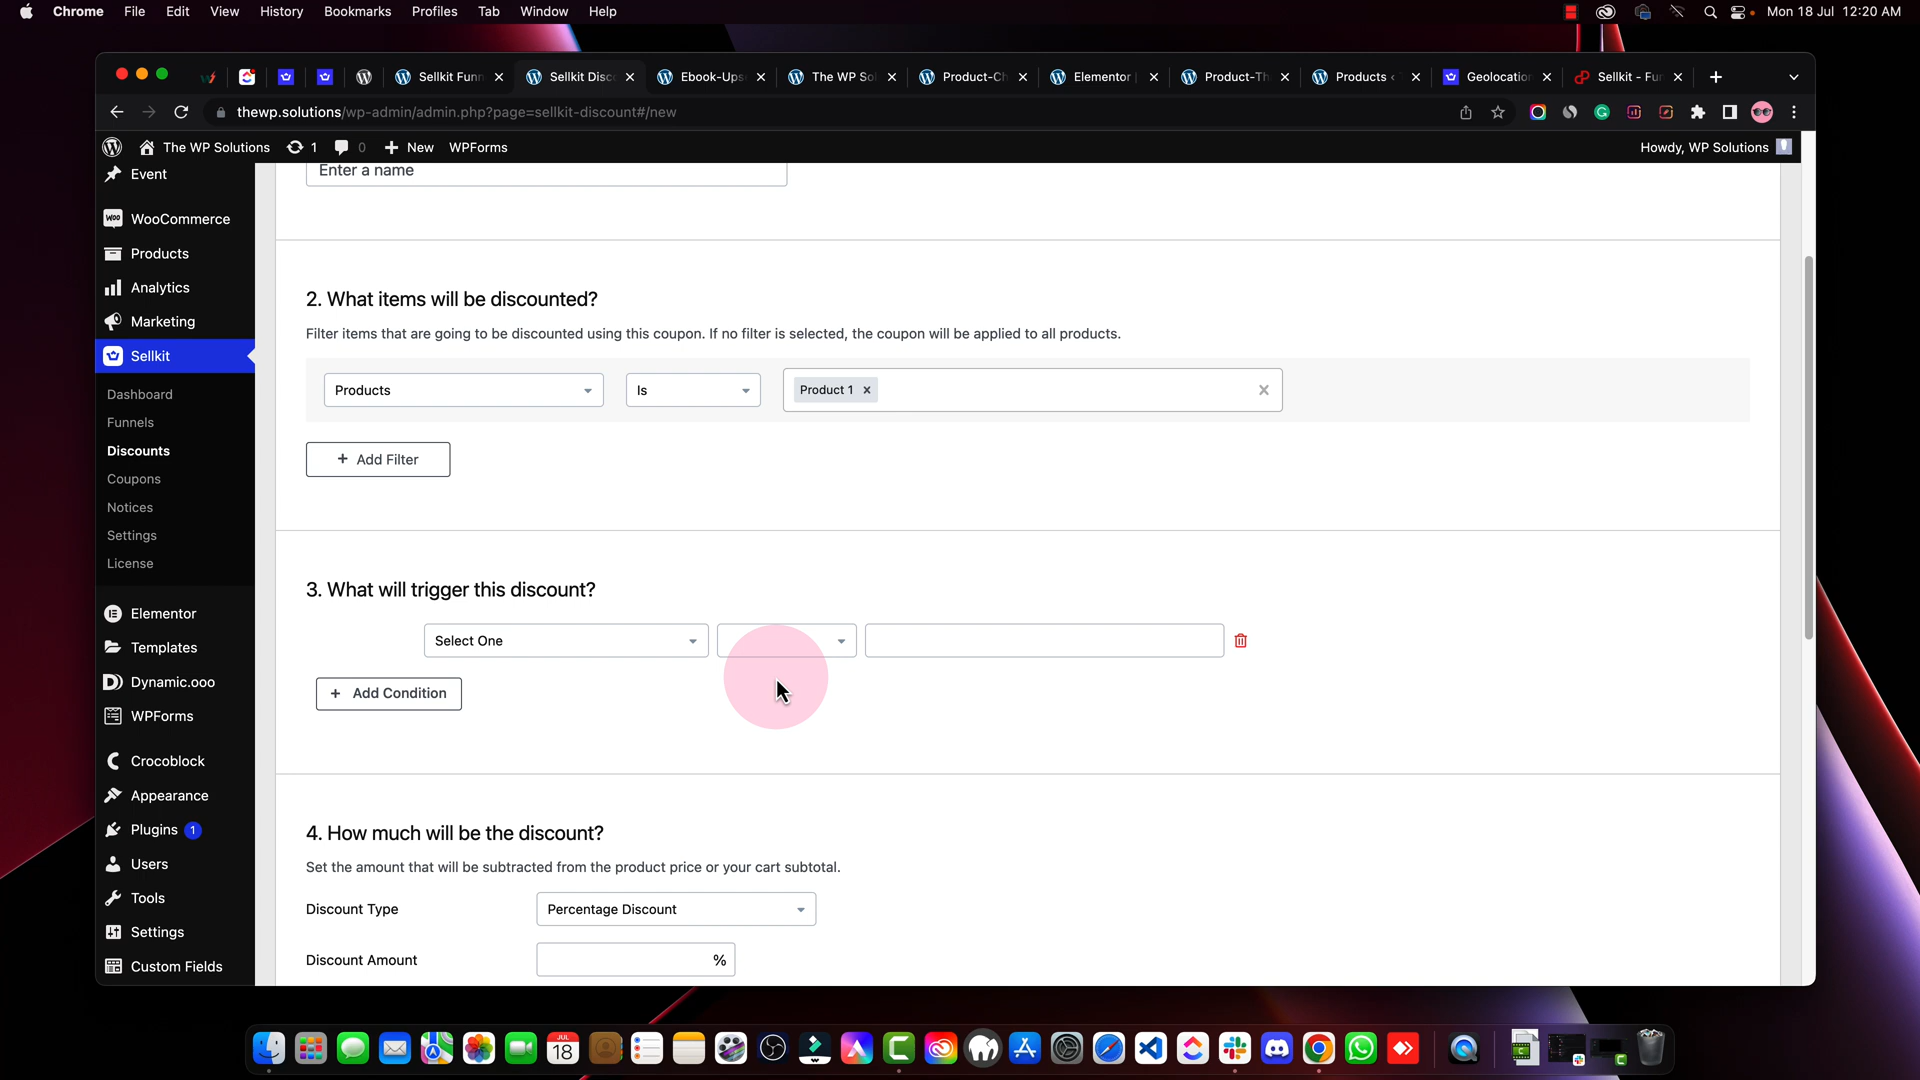 Chrome File Edit View History Bookmarks Profiles Tab Window Help Mon 18 Jul 12:20 AM
Sellkit Funn Sellkit Disc Ebook-Ups The WP So Product-Ch Elementor Product-Th Products ‹ Geolocation Sellkit - Fu
thewp.solutions/wp-admin/admin.php?page=sellkit-discount#/new
The WP Solutions 1 0 + New WPForms Howdy, WP Solutions
Event
WooCommerce
Products
Analytics
Marketing
Sellkit
Dashboard
Funnels
Discounts
Coupons
Notices
Settings
License
Elementor
Templates
Dynamic.ooo
WPForms
Crocoblock
Appearance
Plugins 1
Users
Tools
Settings
Custom Fields
Enter a name
2. What items will be discounted?
Filter items that are going to be discounted using this coupon. If no filter is selected, the coupon will be applied to all products.
Products Is Product 1 ×
+ Add Filter
3. What will trigger this discount?
Select One
+ Add Condition
4. How much will be the discount?
Set the amount that will be subtracted from the product price or your cart subtotal.
Discount Type Percentage Discount
Discount Amount %
JUL
18